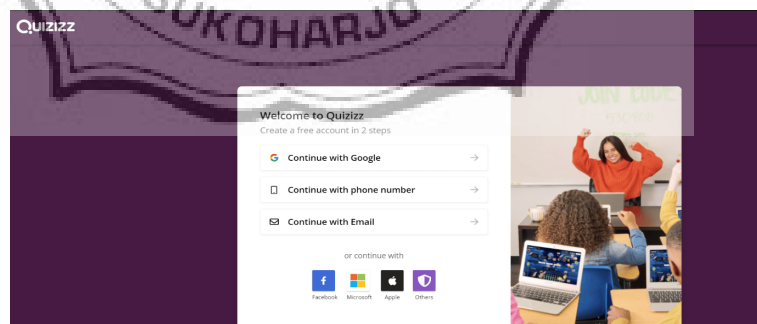 SUKOHARJO
QUIZIZZ
JOIN CODE
Welcome to Quizizz
Create a free account in 2 steps
Continue with Google
Continue with phone number
Continue with Email
or continue with
Facebook Microsoft Apple Others